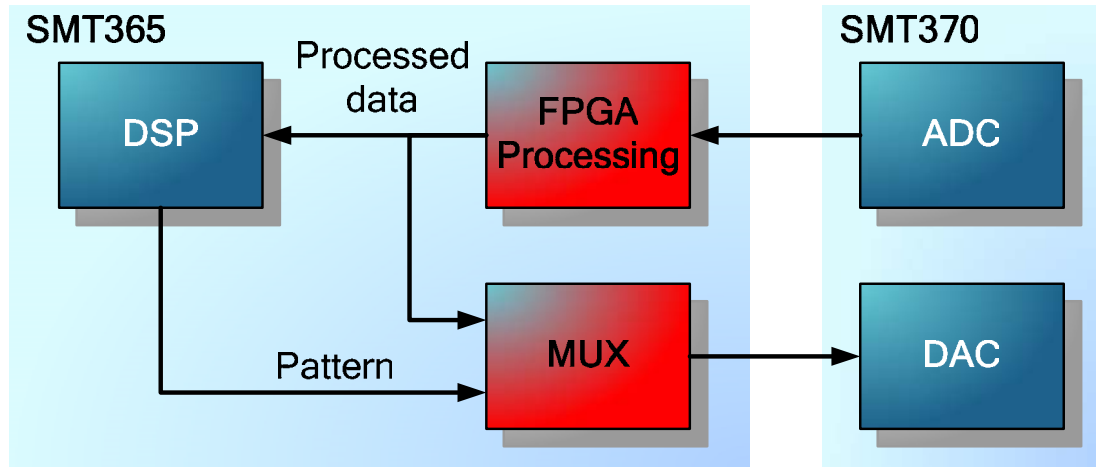 SMT365
SMT370
Processed
data
DSP
FPGA
Processing
ADC
Pattern
MUX
DAC